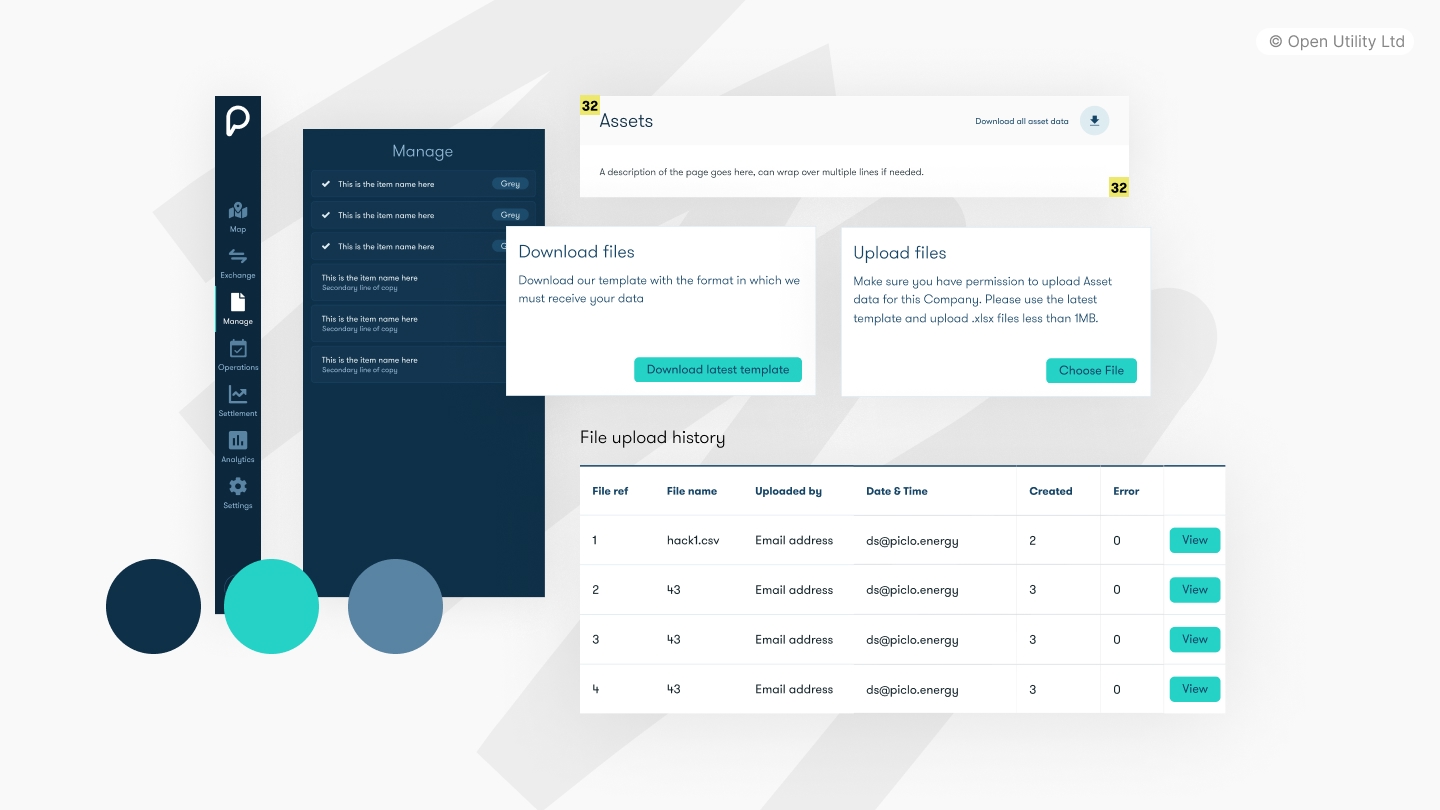 © Open Utility Ltd
Map
Exchange
Manage
Operations
Settlement
Analytics
Settings
Manage
This is the item name here Grey
This is the item name here Grey
This is the item name here
This is the item name here
Secondary line of copy
This is the item name here
Secondary line of copy
This is the item name here
Secondary line of copy
32
Assets
Download all asset data
A description of the page goes here, can wrap over multiple lines if needed.
32
Download files
Download our template with the format in which we
must receive your data
Download latest template
Upload files
Make sure you have permission to upload Asset
data for this Company. Please use the latest
template and upload .xlsx files less than 1MB.
Choose File
File upload history
File ref File name Uploaded by Date & Time Created Error
1 hack1.csv Email address ds@piclo.energy 2 0 View
2 43 Email address ds@piclo.energy 3 0 View
3 43 Email address ds@piclo.energy 3 0 View
4 43 Email address ds@piclo.energy 3 0 View